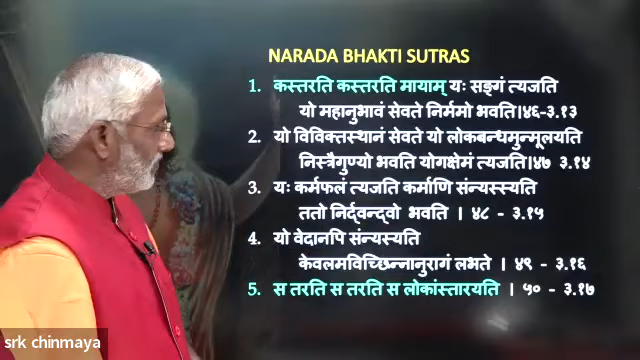 NARADA BHAKTI SUTRAS
1. कस्तरति कस्तरति मायाम् यः सङ्गं त्यजति
यो महानुभावं सेवते निर्ममो भवति।४६-३.१३
2. यो विविक्तस्थानं सेवते यो लोकबन्धमुन्मूलयति
निस्त्रैगुण्यो भवति योगक्षेमं त्यजति।४७ ३.१४
3. यः कर्मफलं त्यजति कर्माणि संन्यस्स्यति
ततो निर्द्वन्द्वो भवति । ४८ - ३.१५
4. यो वेदानपि संन्यस्यति
केवलमविच्छिन्नानुरागं लभते । ४९ - ३.१६
5. स तरति स तरति स लोकांस्तारयति । ५० - ३.१७
srk chinmaya